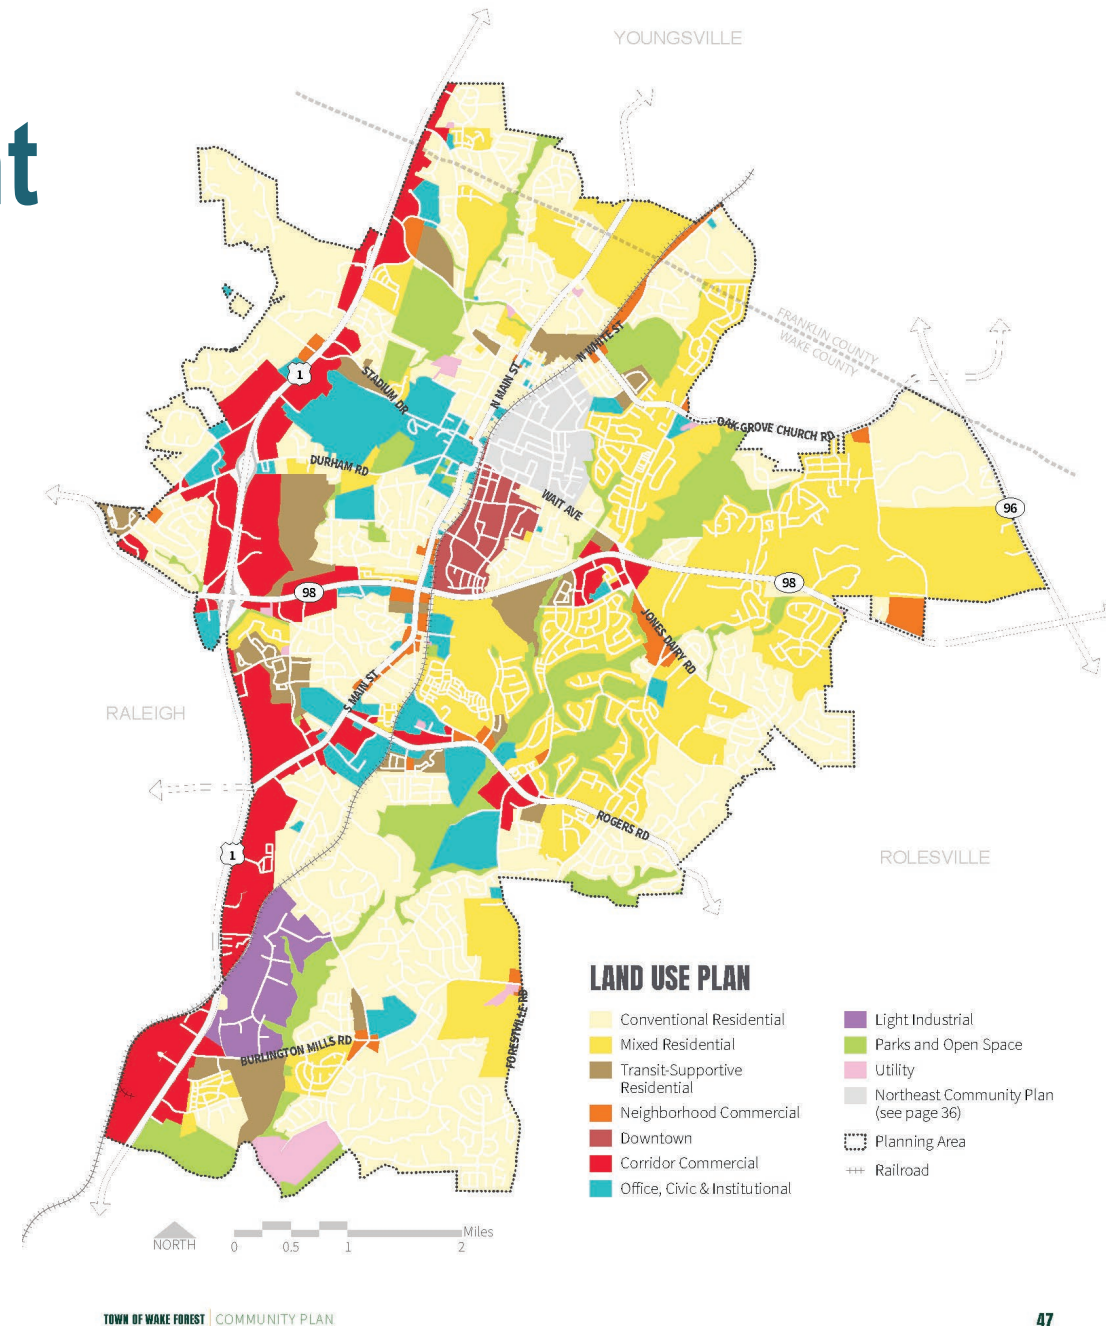 nt
YOUNGSVILLE
FRANKLIN COUNTY
WAKE COUNTY
1
STADIUM DR
N MAIN ST
N WHITE ST
OAK GROVE CHURCH RD
DURHAM RD
WAIT AVE
96
98
98
JONES DAIRY RD
RALEIGH
S MAIN ST
ROGERS RD
1
ROLESVILLE
FORESTVILLE RD
BURLINGTON MILLS RD
LAND USE PLAN
Conventional Residential
Mixed Residential
Transit-Supportive
Residential
Neighborhood Commercial
Downtown
Corridor Commercial
Office, Civic & Institutional
Light Industrial
Parks and Open Space
Utility
Northeast Community Plan
(see page 36)
Planning Area
Railroad
NORTH
0 0.5 1 2 Miles
TOWN OF WAKE FOREST | COMMUNITY PLAN
47